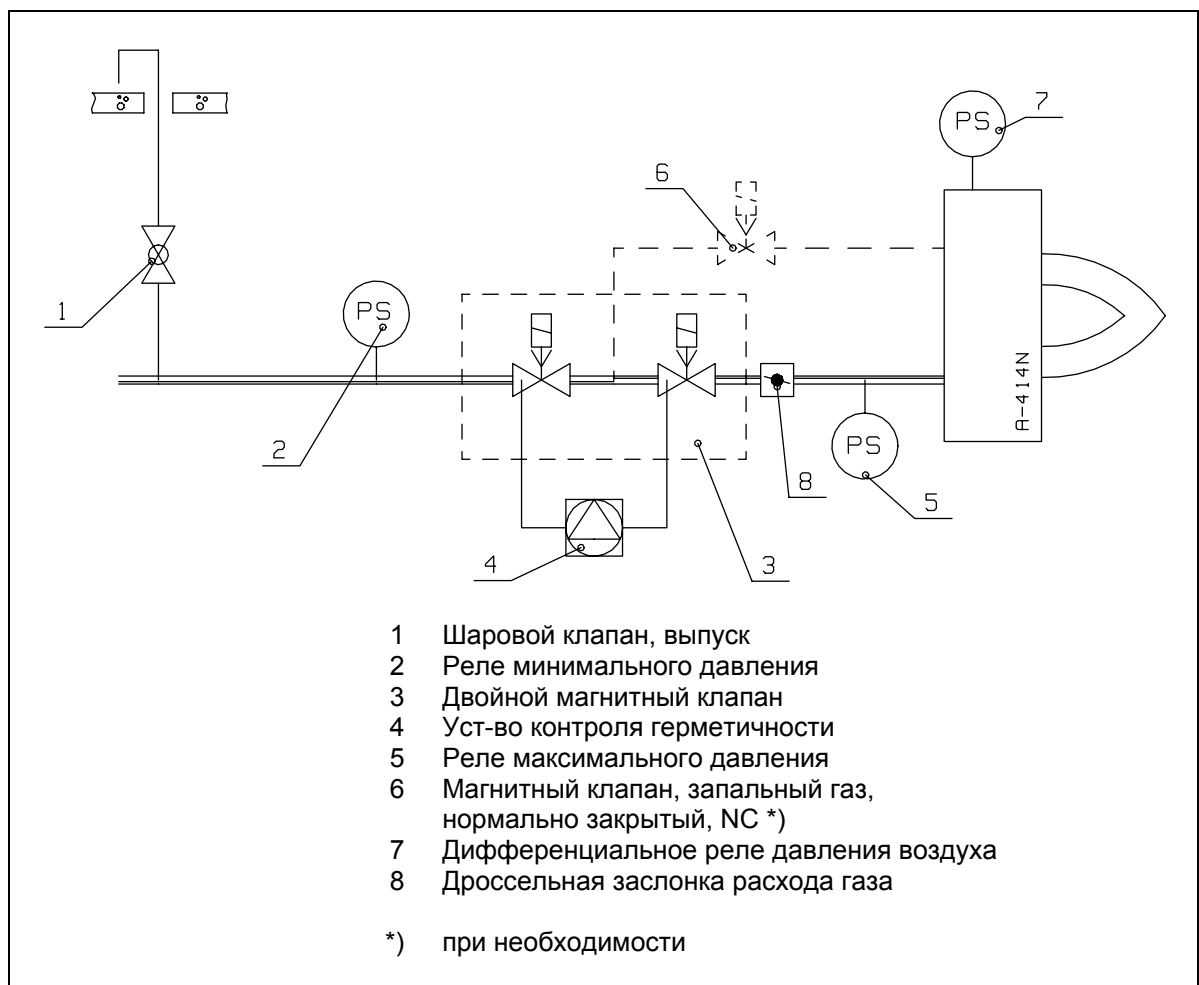 7
PS
6
1
PS
A-414N
2
PS
8
5
4
3
1 Шаровой клапан, выпуск
2 Реле минимального давления
3 Двойной магнитный клапан
4 Уст-во контроля герметичности
5 Реле максимального давления
6 Магнитный клапан, запальный газ,
нормально закрытый, NC *)
7 Дифференциальное реле давления воздуха
8 Дроссельная заслонка расхода газа
*) при необходимости